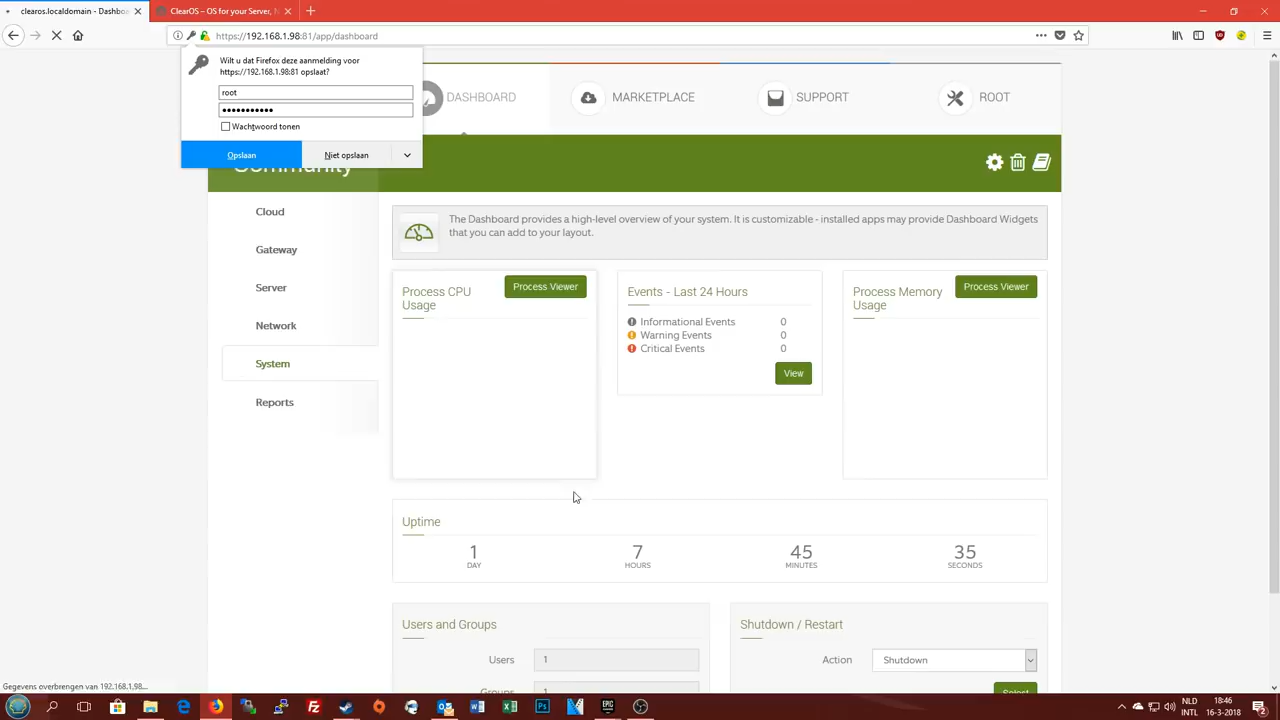 clearos.localdomain - Dashboa
ClearOS – OS for your Server, N
https://192.168.1.98:81/app/dashboard
Wilt u dat Firefox deze aanmelding voor
https://192.168.1.98:81 opslaat?
root
•••••••••••
Wachtwoord tonen
Opslaan
Niet opslaan
DASHBOARD
MARKETPLACE
SUPPORT
ROOT
Community
Cloud
Gateway
Server
Network
System
Reports
The Dashboard provides a high-level overview of your system. It is customizable - installed apps may provide Dashboard Widgets
that you can add to your layout.
Process CPU
Usage
Process Viewer
Events - Last 24 Hours
Informational Events 0
Warning Events 0
Critical Events 0
View
Process Memory
Usage
Process Viewer
Uptime
1 7 45 35
DAY HOURS MINUTES SECONDS
Users and Groups
Users 1
Groups 1
Shutdown / Restart
Action Shutdown
Select
Gegevens overbrengen van 192.168.1.98...
NLD
INTL
18:46
16-3-2018